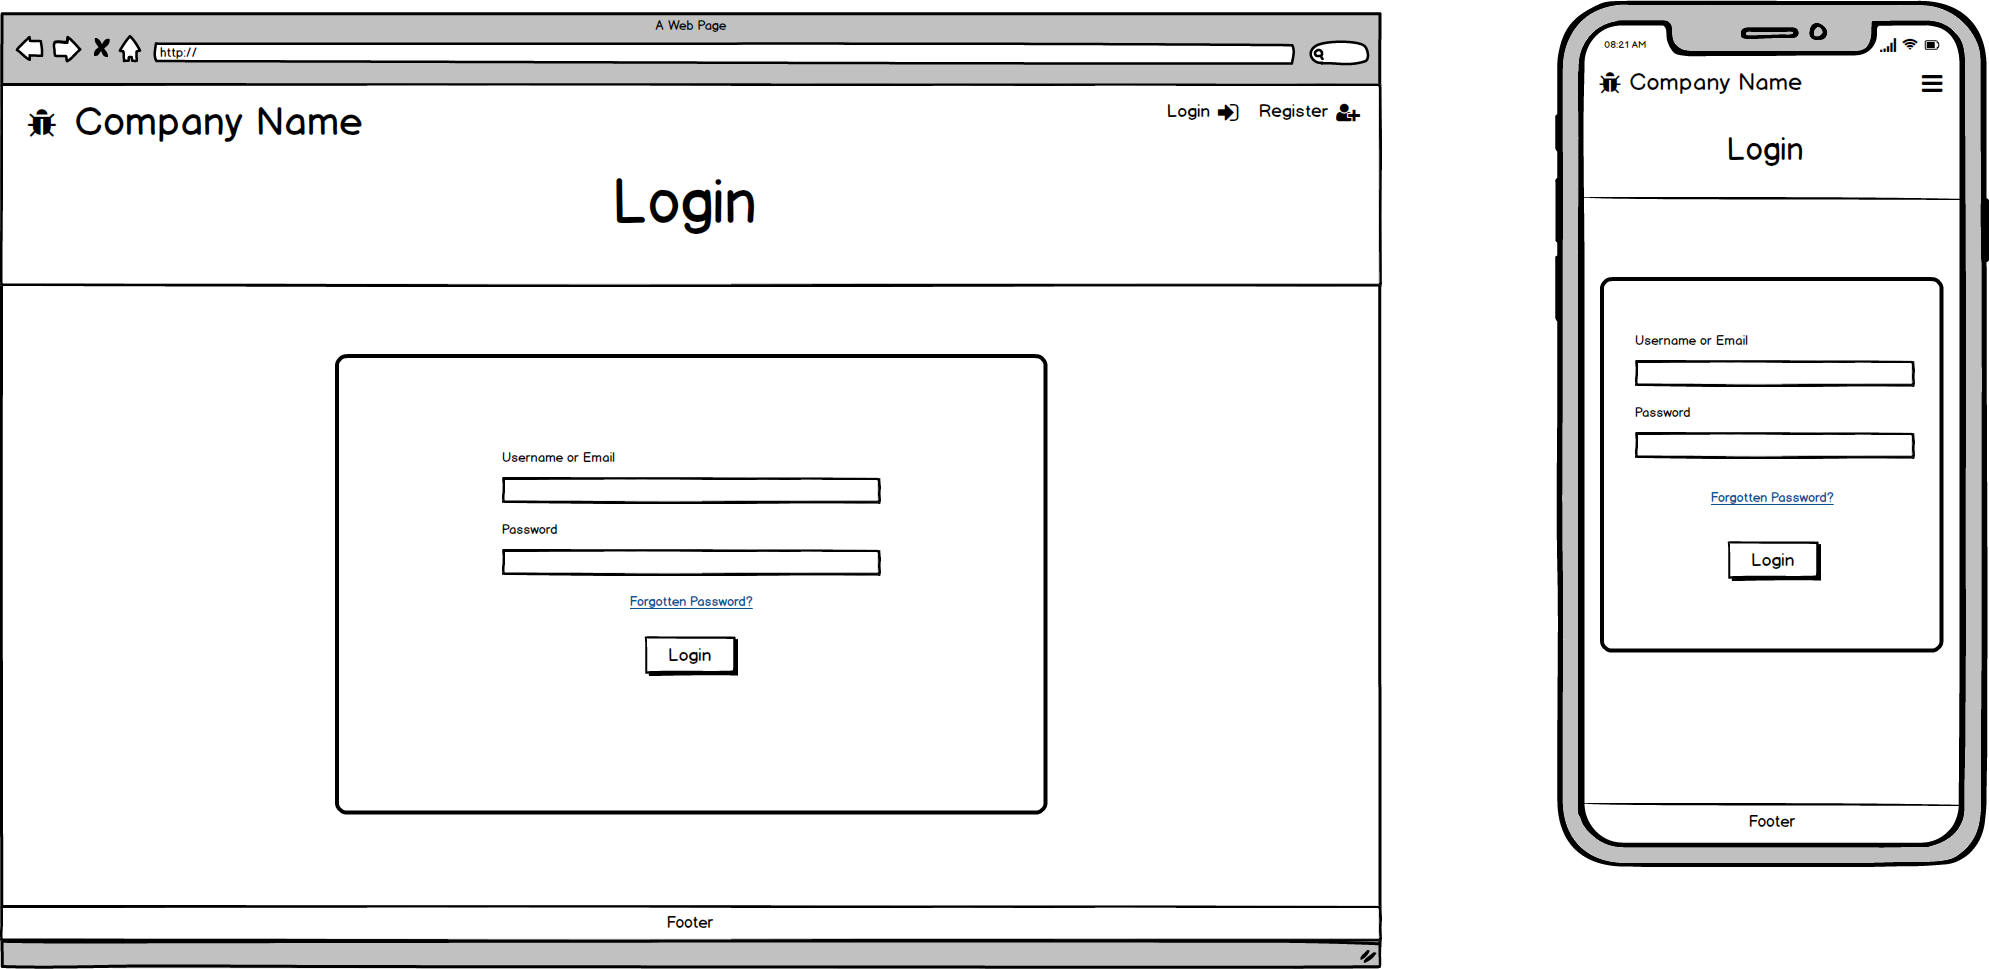 A Web Page
http://
Company Name
Login
Register
Login
Username or Email
Password
Forgotten Password?
Login
Footer
08:21 AM
Company Name
Login
Username or Email
Password
Forgotten Password?
Login
Footer